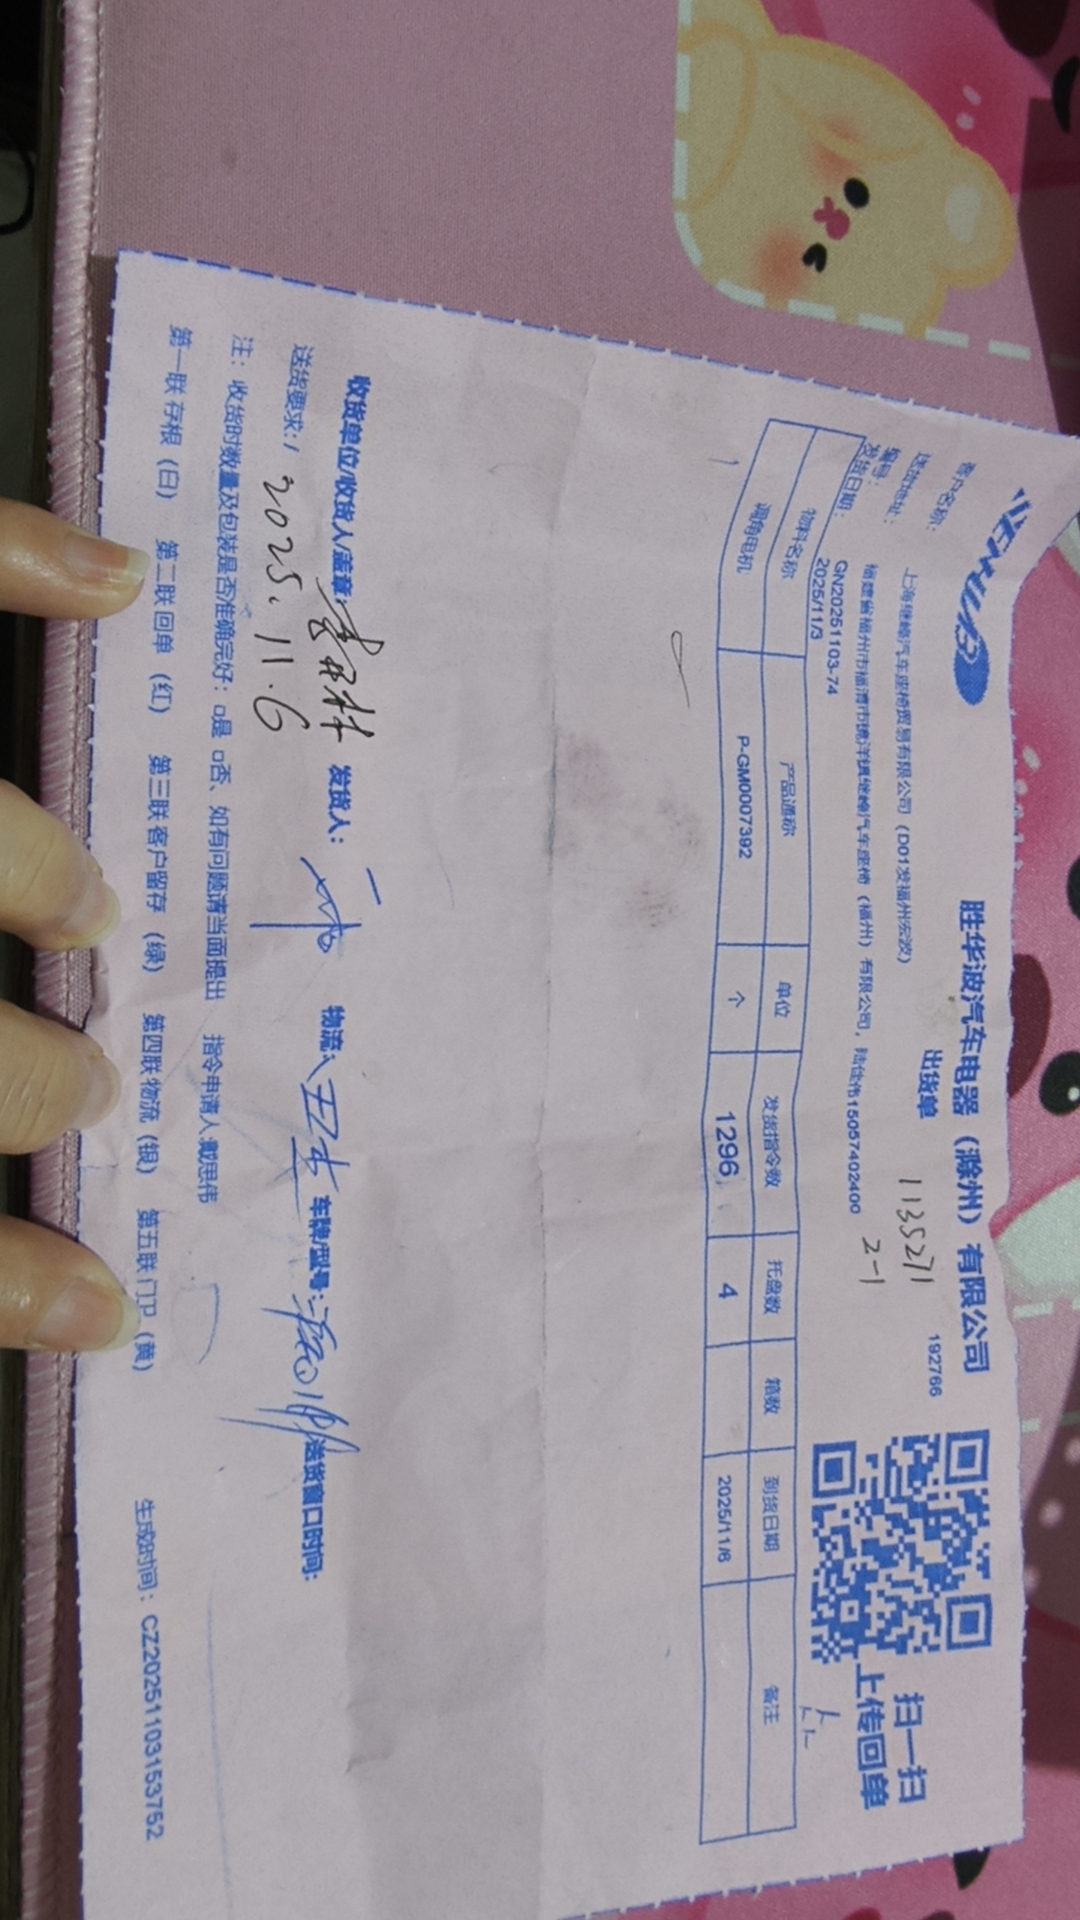 胜华波汽车电器（滁州）有限公司
出货单
192766
1135271
2-1
扫一扫
上传回单
客户名称：
上海继峰汽车座椅贸易有限公司（D01发福州宏波）
送货地址：
福建省福州市福清市镜洋镇继峰汽车座椅（福州）有限公司，陆佳伟15057402400
编号：
GN20251103-74
发货日期：
2025/11/3
物料名称 产品通称 单位 发货指令数 托盘数 箱数 到货日期 备注
调角电机 P-GM0007392 个 1296 4 2025/11/6
收货单位/收货人/盖章： 发货人： 物流： 车牌/型号： 送货窗口时间：
送货要求：/
2025.11.6
注：收货时数量及包装是否准确完好：□是 □否、如有问题请当面提出 指令申请人:戴思伟
第一联 存根（白） 第二联 回单（红） 第三联 客户留存（绿） 第四联 物流（银） 第五联 门卫（黄） 生成时间：CZ20251103153752